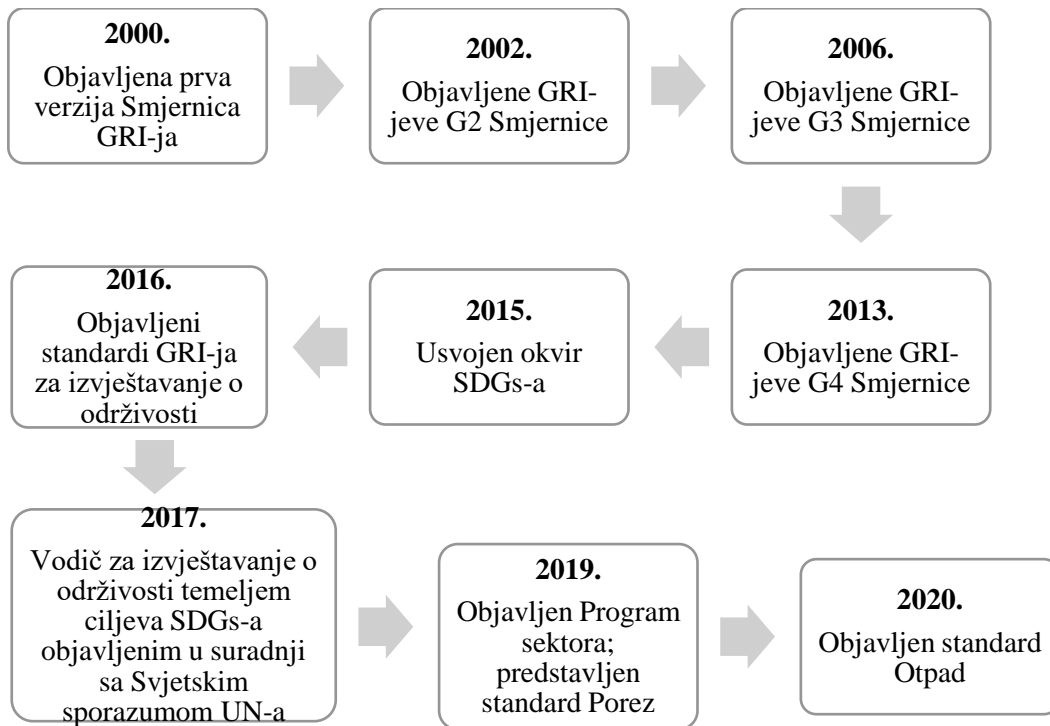 2000.
Objavljena prva
verzija Smjernica
GRI-ja
2002.
Objavljene GRI-
jeve G2 Smjernice
2006.
Objavljene GRI-
jeve G3 Smjernice
2013.
Objavljene GRI-
jeve G4 Smjernice
2015.
Usvojen okvir
SDGs-a
2016.
Objavljeni
standardi GRI-ja
za izvještavanje o
održivosti
2017.
Vodič za izvještavanje o
održivosti temeljem
ciljeva SDGs-a
objavljenim u suradnji
sa Svjetskim
sporazumom UN-a
2019.
Objavljen Program
sektora;
predstavljen
standard Porez
2020.
Objavljen standard
Otpad